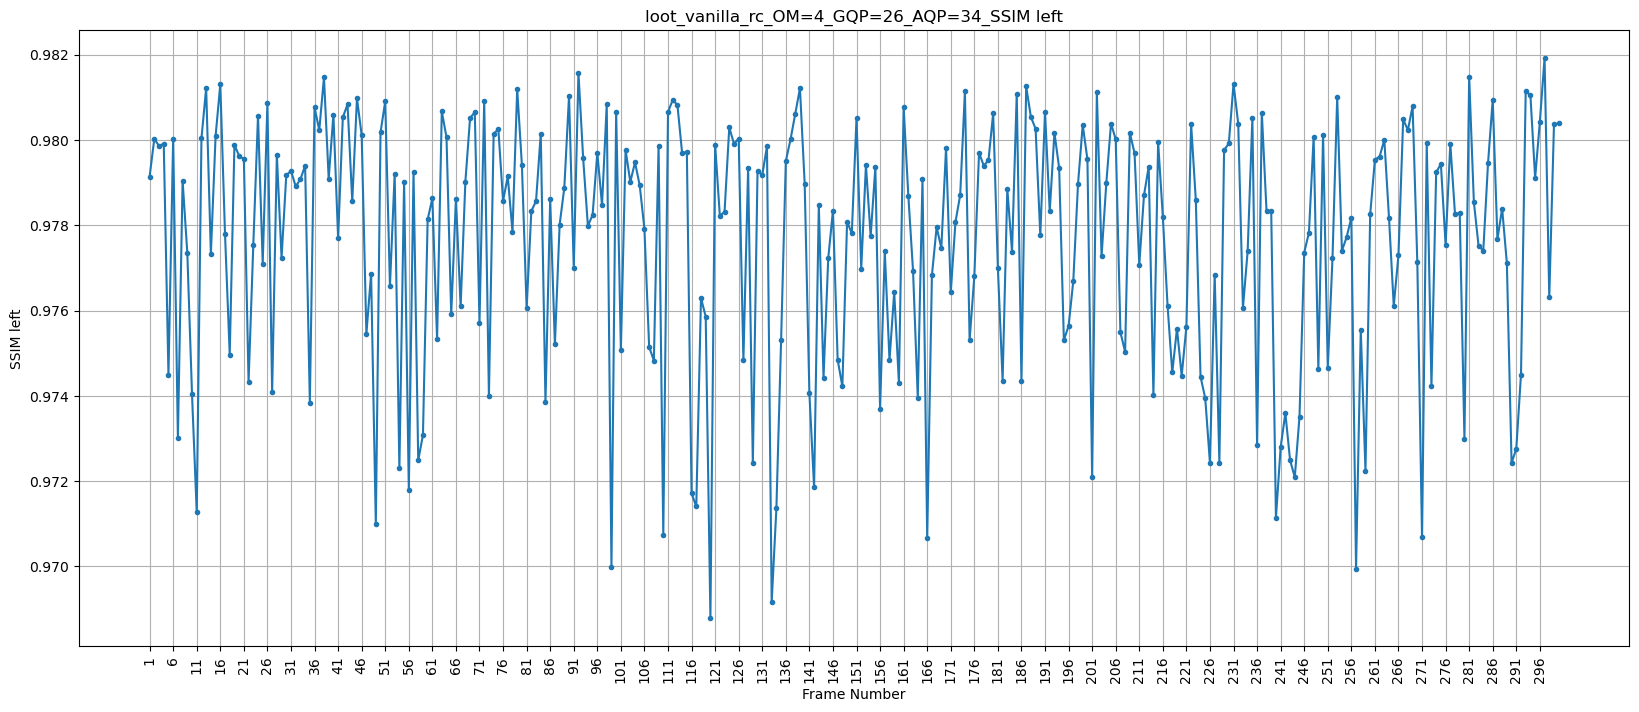 loot_vanilla_rc_OM=4_GQP=26_AQP=34_SSIM left
SSIM left
0.982
0.980
0.978
0.976
0.974
0.972
0.970
1 6 11 16 21 26 31 36 41 46 51 56 61 66 71 76 81 86 91 96 101 106 111 116 121 126 131 136 141 146 151 156 161 166 171 176 181 186 191 196 201 206 211 216 221 226 231 236 241 246 251 256 261 266 271 276 281 286 291 296
Frame Number